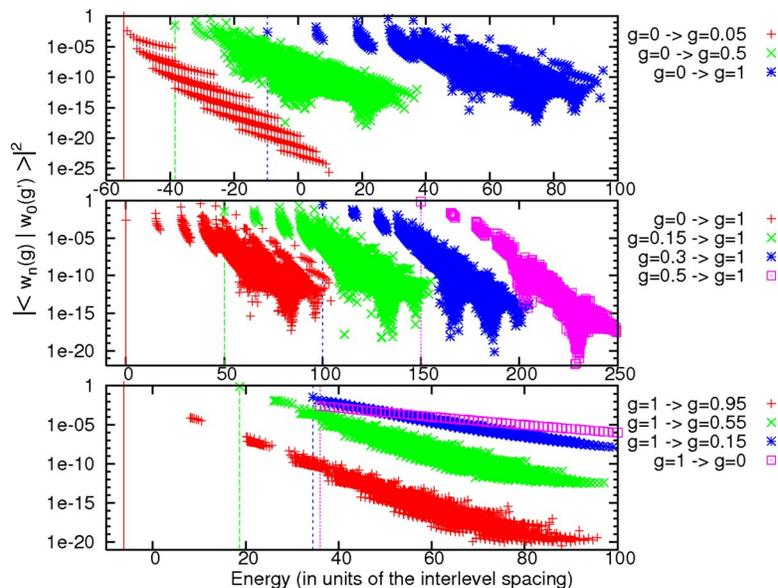 |< wₙ(g) | w₀(g') >|²
1
1e-05
1e-10
1e-15
1e-20
1e-25
-60 -40 -20 0 20 40 60 80 100
g=0 -> g=0.05
g=0 -> g=0.5
g=0 -> g=1
1
1e-05
1e-10
1e-15
1e-20
0 50 100 150 200 250
g=0 -> g=1
g=0.15 -> g=1
g=0.3 -> g=1
g=0.5 -> g=1
1
1e-05
1e-10
1e-15
1e-20
0 20 40 60 80 100
g=1 -> g=0.95
g=1 -> g=0.55
g=1 -> g=0.15
g=1 -> g=0
Energy (in units of the interlevel spacing)